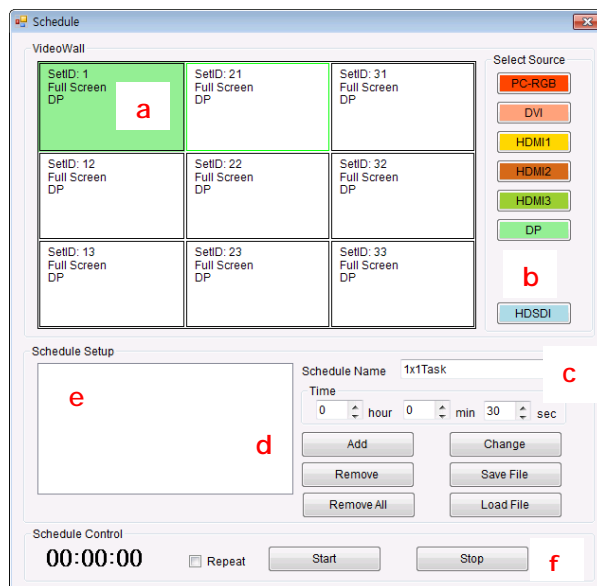 Schedule
VideoWall
SetID: 1
Full Screen
DP
a
SetID: 21
Full Screen
DP
SetID: 31
Full Screen
DP
SetID: 12
Full Screen
DP
SetID: 22
Full Screen
DP
SetID: 32
Full Screen
DP
SetID: 13
Full Screen
DP
SetID: 23
Full Screen
DP
SetID: 33
Full Screen
DP
Select Source
PC-RGB
DVI
HDMI1
HDMI2
HDMI3
DP
b
HDSDI
Schedule Setup
e
d
Schedule Name 1x1Task
c
Time
0 hour 0 min 30 sec
Add Change
Remove Save File
Remove All Load File
Schedule Control
00:00:00 Repeat Start Stop f